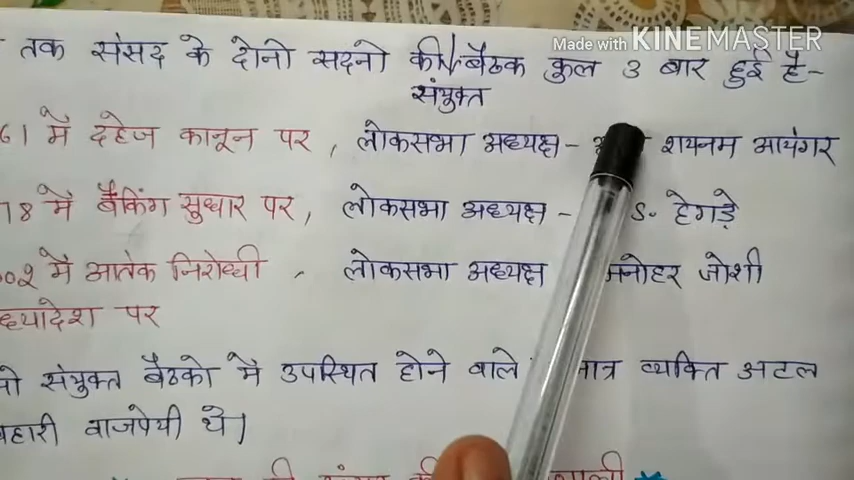 Made with KINEMASTER
तक संसद के दोनो सदनो की बैठक कुल 3 बार हुई है-
संयुक्त
61 में दहेज कानून पर, लोकसभा अध्यक्ष- शयनम आयंगर
78 में बैंकिंग सुधार पर, लोकसभा अध्यक्ष- S. हेगड़े
002 में आतंक निरोधी, लोकसभा अध्यक्ष मनोहर जोशी
ध्यादेश पर
संयुक्त बैठको में उपस्थित होने वाले मात्र व्यक्ति अटल
बहारी वाजपेयी थे।